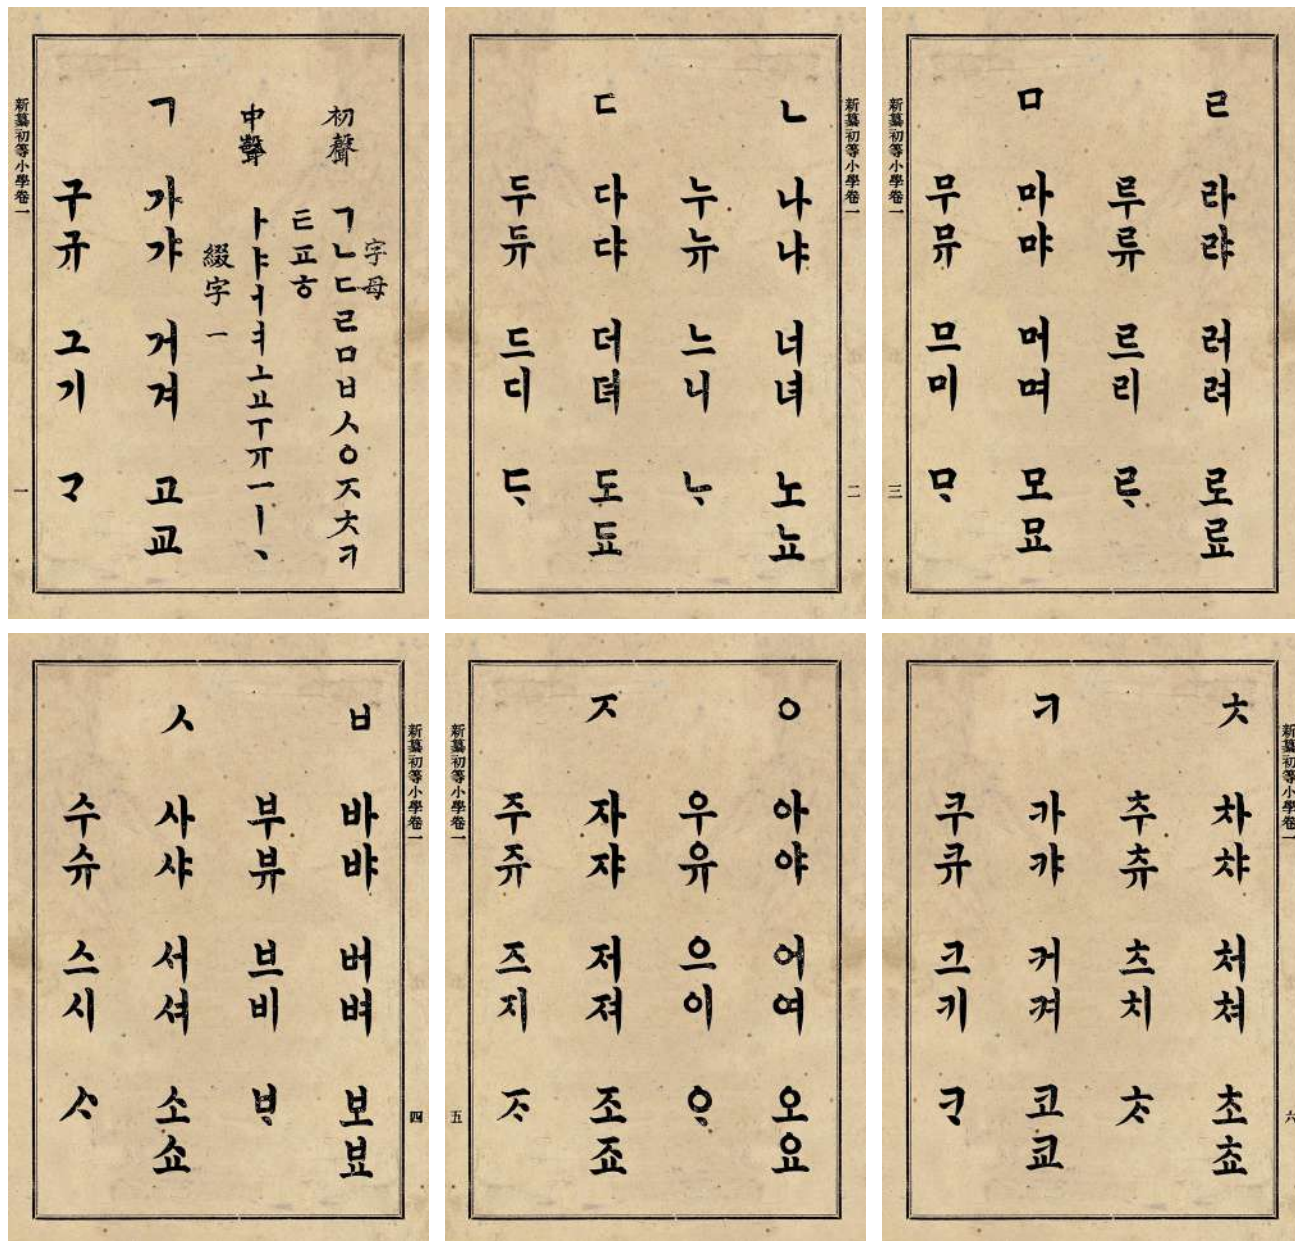 字母
初聲 ㄱㄴㄷㄹㅁㅂㅅㅇㅈㅊㅋ
ㅌㅍㅎ
中聲 ㅏㅑㅓㅕㅗㅛㅜㅠㅡㅣㆍ
綴字 一
ㄱ 가갸 거겨 고교
구규 그기 ᄀᆞ
新纂初等小學卷一 一
新纂初等小學卷一 二
ㄴ 나냐 너녀 노뇨
누뉴 느니 ᄂᆞ
ㄷ 다댜 더뎌 도됴
두듀 드디 ᄃᆞ
ㄹ 라랴 러려 로료
루류 르리 ᄅᆞ
ㅁ 마먀 머며 모묘
무뮤 므미 ᄆᆞ
新纂初等小學卷一 三
新纂初等小學卷一 四
ㅂ 바뱌 버벼 보뵤
부뷰 브비 ᄇᆞ
ㅅ 사샤 서셔 소쇼
수슈 스시 ᄉᆞ
ㅇ 아야 어여 오요
우유 으이 ᄋᆞ
ㅈ 자쟈 저져 조죠
주쥬 즈지 ᄌᆞ
新纂初等小學卷一 五
新纂初等小學卷一 六
ㅊ 차챠 처쳐 초쵸
추츄 츠치 ᄎᆞ
ㅋ 카캬 커켜 코쿄
쿠큐 크키 ᄏᆞ